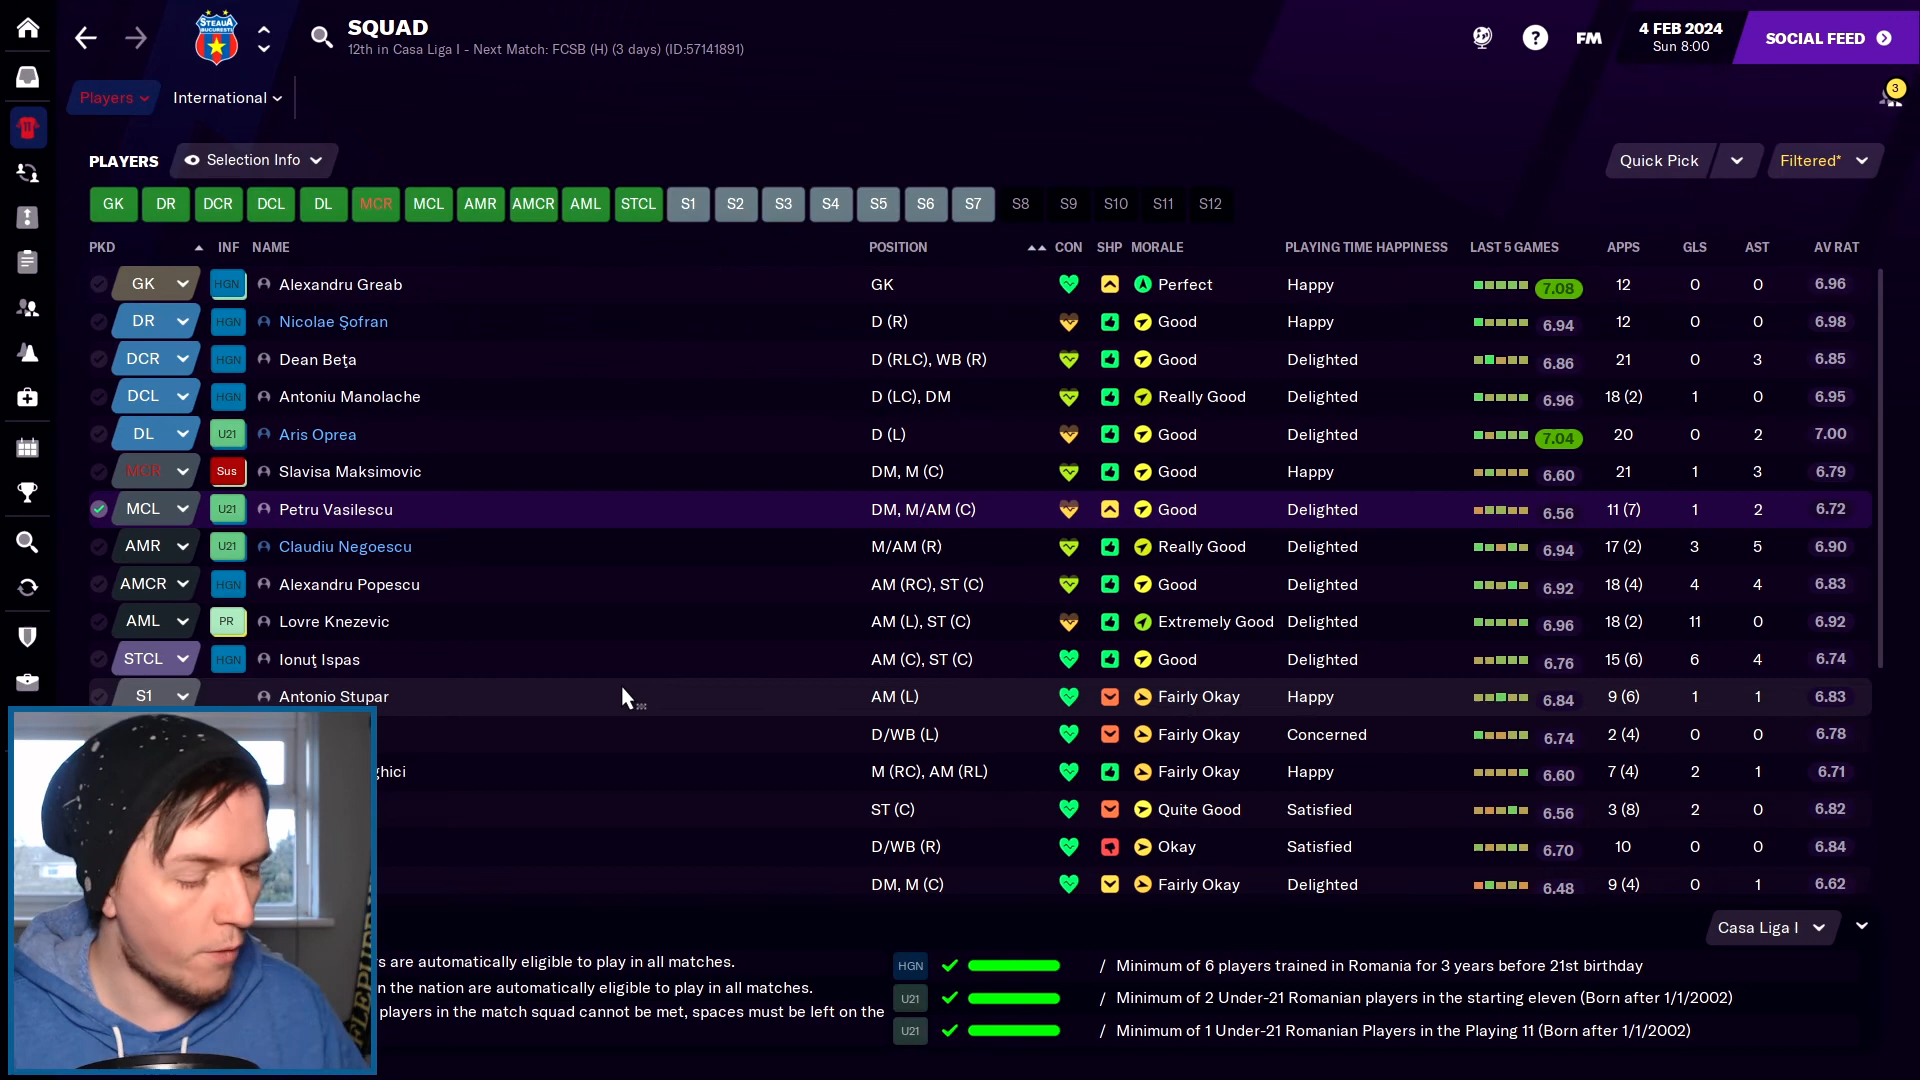 STEAUA
BUCURESTI
SQUAD
12th in Casa Liga I - Next Match: FCSB (H) (3 days) (ID:57141891)
FM
4 FEB 2024
Sun 8:00
SOCIAL FEED
Players
International
3
PLAYERS
Selection Info
Quick Pick
Filtered*
GK DR DCR DCL DL MCR MCL AMR AMCR AML STCL S1 S2 S3 S4 S5 S6 S7 S8 S9 S10 S11 S12
PKD INF NAME POSITION CON SHP MORALE PLAYING TIME HAPPINESS LAST 5 GAMES APPS GLS AST AV RAT
GK HGN Alexandru Greab GK Perfect Happy 7.08 12 0 0 6.96
DR HGN Nicolae Şofran D (R) Good Happy 6.94 12 0 0 6.98
DCR HGN Dean Beţa D (RLC), WB (R) Good Delighted 6.86 21 0 3 6.85
DCL HGN Antoniu Manolache D (LC), DM Really Good Delighted 6.96 18 (2) 1 0 6.95
DL U21 Aris Oprea D (L) Good Delighted 7.04 20 0 2 7.00
MCR Sus Slavisa Maksimovic DM, M (C) Good Happy 6.60 21 1 3 6.79
MCL U21 Petru Vasilescu DM, M/AM (C) Good Delighted 6.56 11 (7) 1 2 6.72
AMR U21 Claudiu Negoescu M/AM (R) Really Good Delighted 6.94 17 (2) 3 5 6.90
AMCR HGN Alexandru Popescu AM (RC), ST (C) Good Delighted 6.92 18 (4) 4 4 6.83
AML PR Lovre Knezevic AM (L), ST (C) Extremely Good Delighted 6.96 18 (2) 11 0 6.92
STCL HGN Ionuţ Ispas AM (C), ST (C) Good Delighted 6.76 15 (6) 6 4 6.74
S1 Antonio Stupar AM (L) Fairly Okay Happy 6.84 9 (6) 1 1 6.83
D/WB (L) Fairly Okay Concerned 6.74 2 (4) 0 0 6.78
ghici M (RC), AM (RL) Fairly Okay Happy 6.60 7 (4) 2 1 6.71
ST (C) Quite Good Satisfied 6.56 3 (8) 2 0 6.82
D/WB (R) Okay Satisfied 6.70 10 0 0 6.84
DM, M (C) Fairly Okay Delighted 6.48 9 (4) 0 1 6.62
Casa Liga I
s are automatically eligible to play in all matches.
n the nation are automatically eligible to play in all matches.
players in the match squad cannot be met, spaces must be left on the
HGN / Minimum of 6 players trained in Romania for 3 years before 21st birthday
U21 / Minimum of 2 Under-21 Romanian players in the starting eleven (Born after 1/1/2002)
U21 / Minimum of 1 Under-21 Romanian Players in the Playing 11 (Born after 1/1/2002)